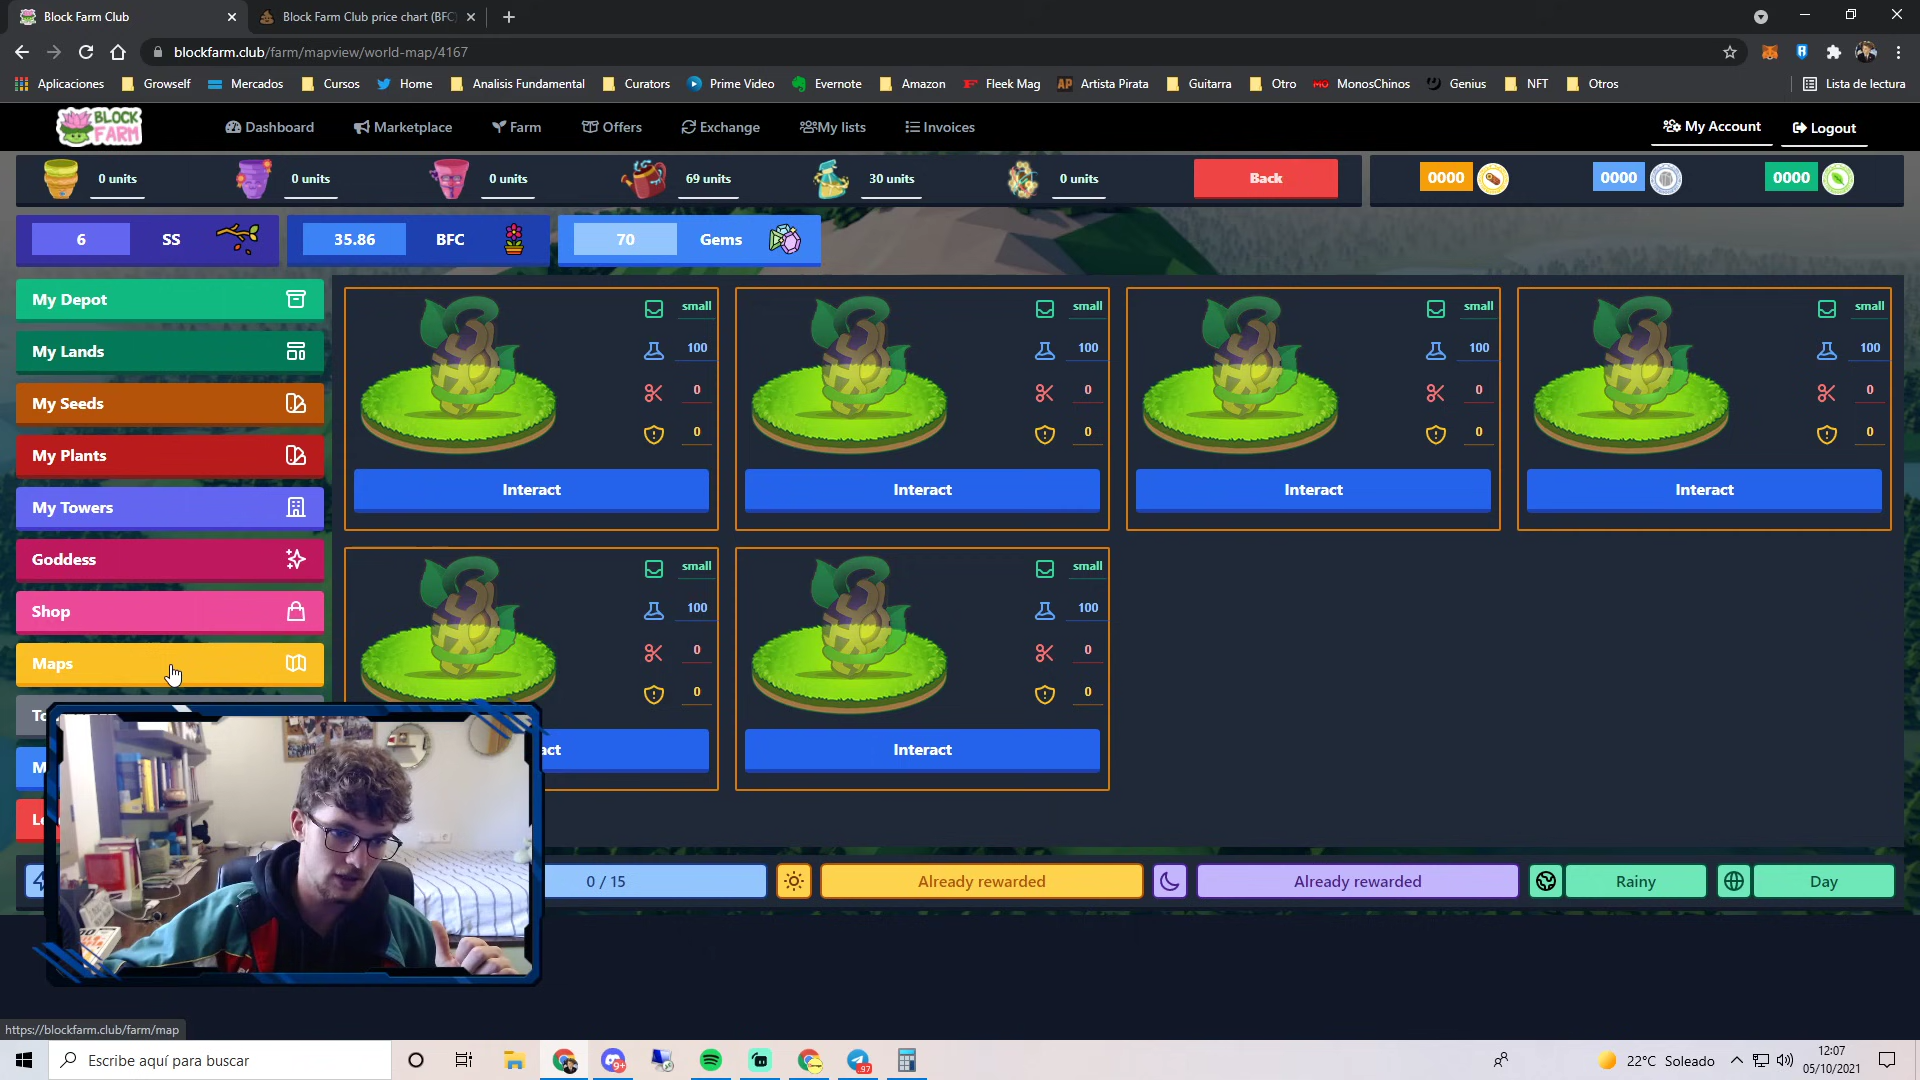 Block Farm Club
Block Farm Club price chart (BFC
blockfarm.club/farm/mapview/world-map/4167
Aplicaciones
Growself
Mercados
Cursos
Home
Analisis Fundamental
Curators
Prime Video
Evernote
Amazon
Fleek Mag
AP
Artista Pirata
Guitarra
Otro
MO
MonosChinos
Genius
NFT
Otros
Lista de lectura
BLOCK
FARM
Dashboard
Marketplace
Farm
Offers
Exchange
My lists
Invoices
My Account
Logout
0 units
0 units
0 units
69 units
30 units
0 units
Back
0000
0000
0000
6 SS
35.86 BFC
70 Gems
My Depot
My Lands
My Seeds
My Plants
My Towers
Goddess
Shop
Maps
small
100
0
0
Interact
small
100
0
0
Interact
small
100
0
0
Interact
small
100
0
0
Interact
small
100
0
0
small
100
0
0
Interact
0 / 15
Already rewarded
Already rewarded
Rainy
Day
https://blockfarm.club/farm/map
Escribe aquí para buscar
9+
97
22°C Soleado
12:07
05/10/2021